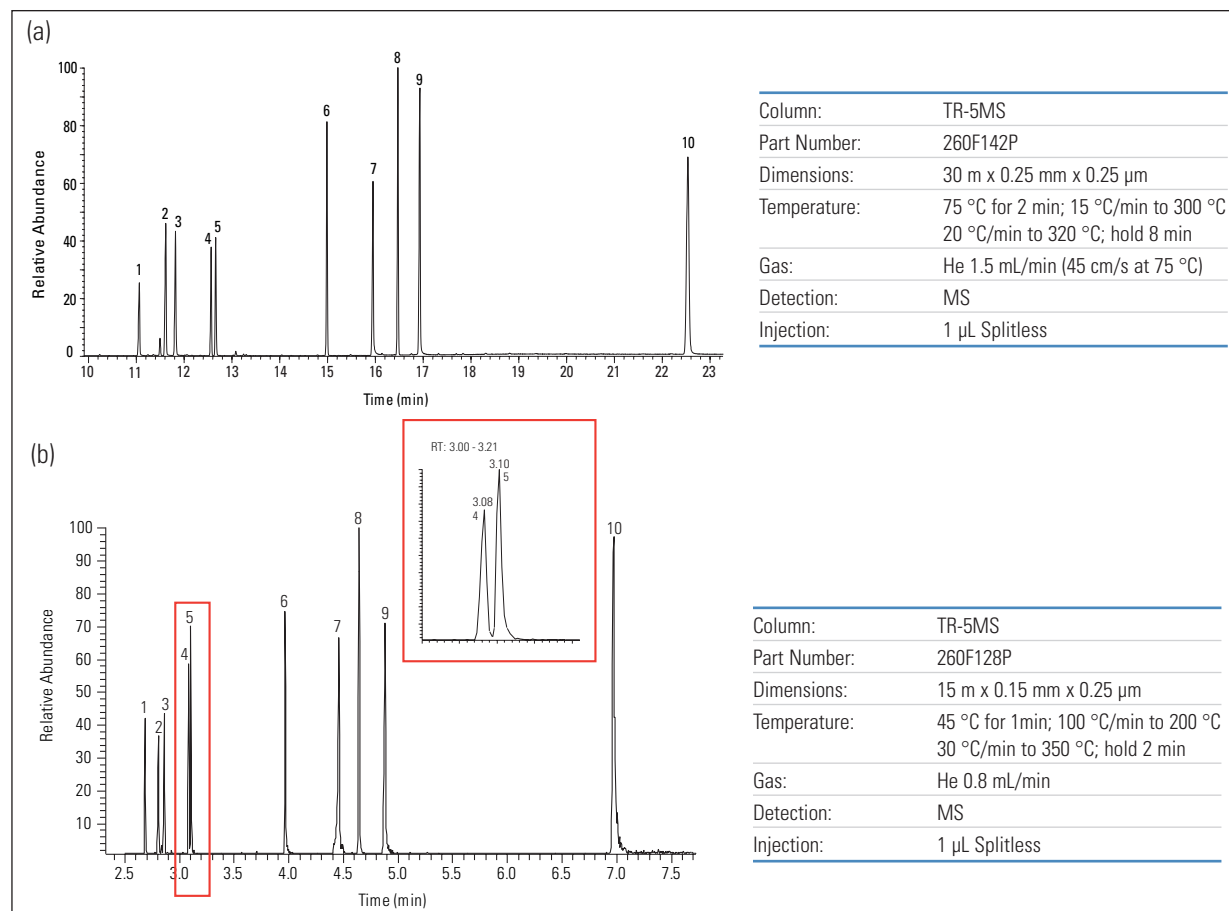 (a)
100
80
60
40
20
0
Relative Abundance
1
2
3
4
5
6
7
8
9
10
10 11 12 13 14 15 16 17 18 19 20 21 22 23
Time (min)
Column: TR-5MS
Part Number: 260F142P
Dimensions: 30 m x 0.25 mm x 0.25 µm
Temperature: 75 °C for 2 min; 15 °C/min to 300 °C
20 °C/min to 320 °C; hold 8 min
Gas: He 1.5 mL/min (45 cm/s at 75 °C)
Detection: MS
Injection: 1 µL Splitless
(b)
RT: 3.00 - 3.21
3.10
5
3.08
4
100
90
80
70
60
50
40
30
20
10
Relative Abundance
1
2
3
4
5
6
7
8
9
10
2.5 3.0 3.5 4.0 4.5 5.0 5.5 6.0 6.5 7.0 7.5
Time (min)
Column: TR-5MS
Part Number: 260F128P
Dimensions: 15 m x 0.15 mm x 0.25 µm
Temperature: 45 °C for 1min; 100 °C/min to 200 °C
30 °C/min to 350 °C; hold 2 min
Gas: He 0.8 mL/min
Detection: MS
Injection: 1 µL Splitless